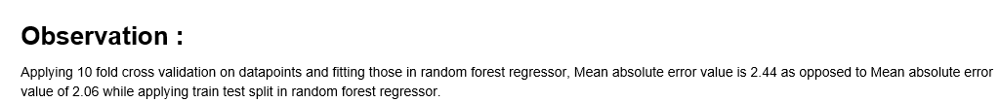 Observation :
Applying 10 fold cross validation on datapoints and fitting those in random forest regressor, Mean absolute error value is 2.44 as opposed to Mean absolute error
value of 2.06 while applying train test split in random forest regressor.